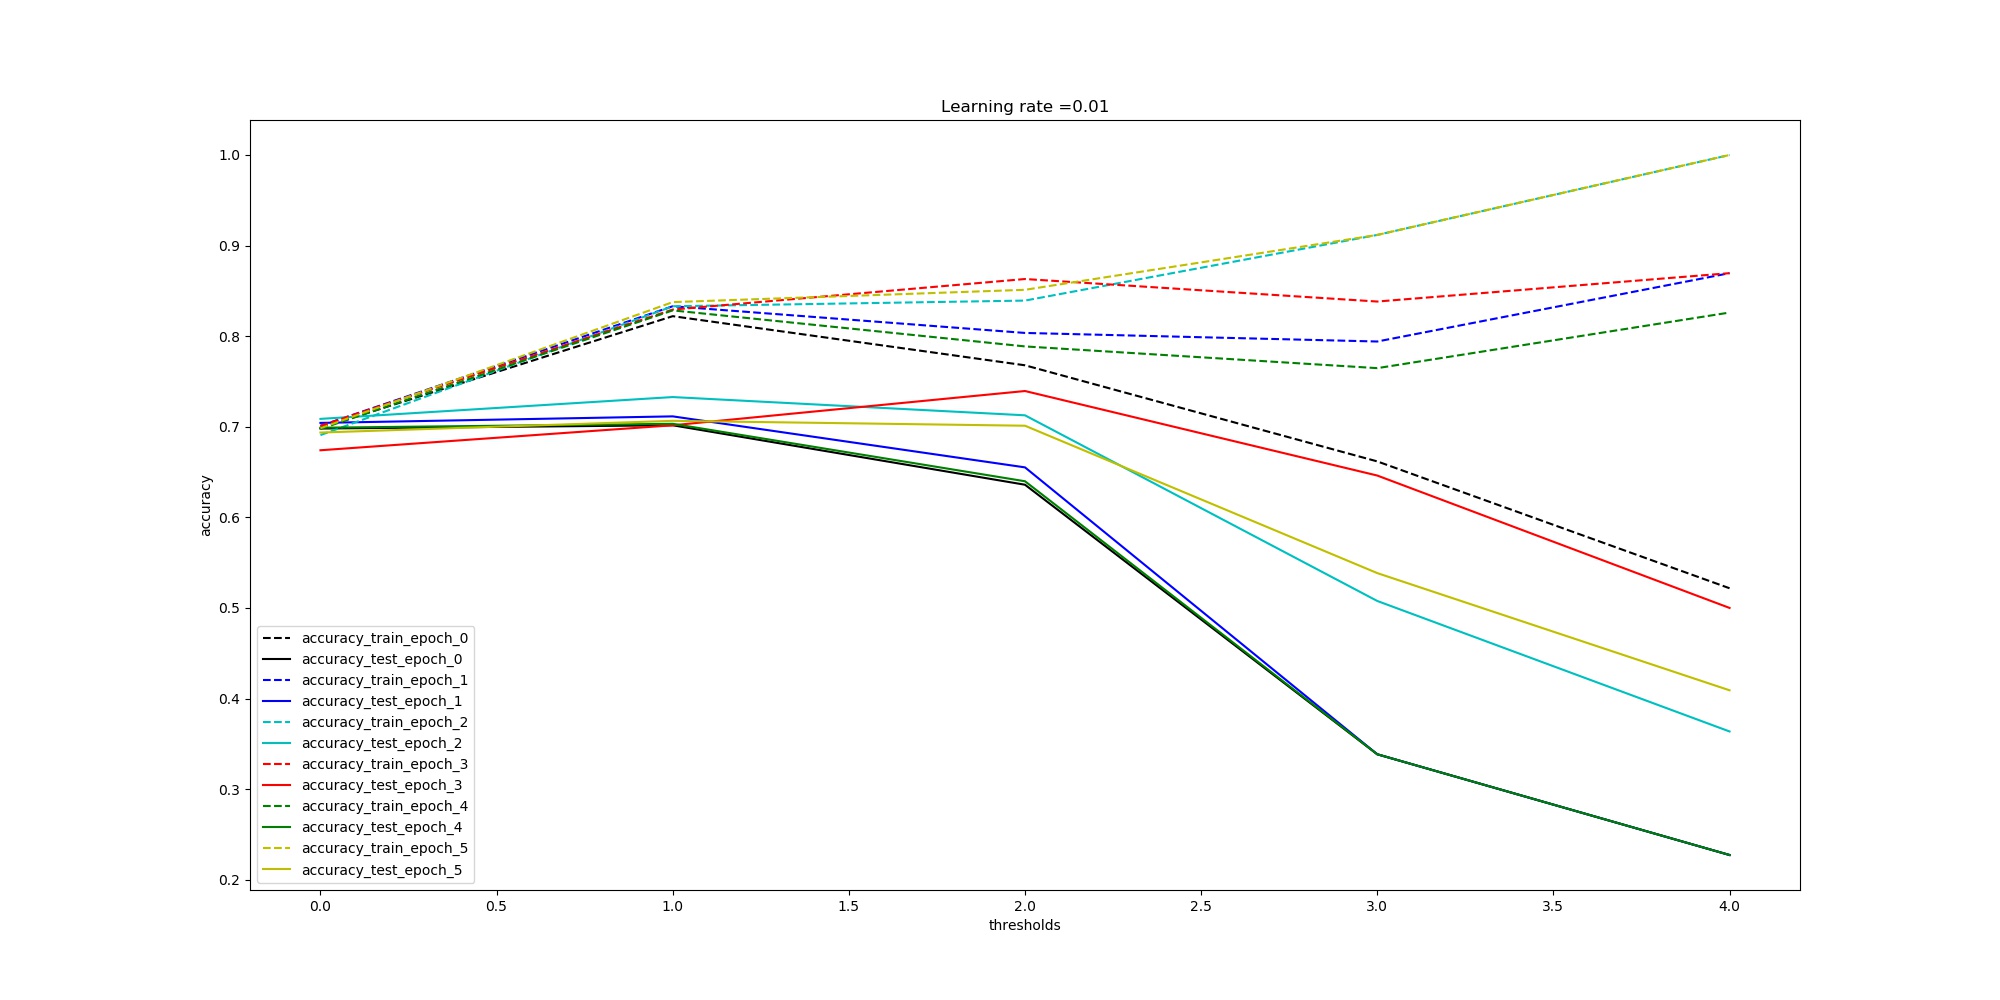 Learning rate =0.01
1.0
0.9
0.8
0.7
0.6
0.5
0.4
0.3
0.2
accuracy
accuracy_train_epoch_0
accuracy_test_epoch_0
accuracy_train_epoch_1
accuracy_test_epoch_1
accuracy_train_epoch_2
accuracy_test_epoch_2
accuracy_train_epoch_3
accuracy_test_epoch_3
accuracy_train_epoch_4
accuracy_test_epoch_4
accuracy_train_epoch_5
accuracy_test_epoch_5
0.0 0.5 1.0 1.5 2.0 2.5 3.0 3.5 4.0
thresholds